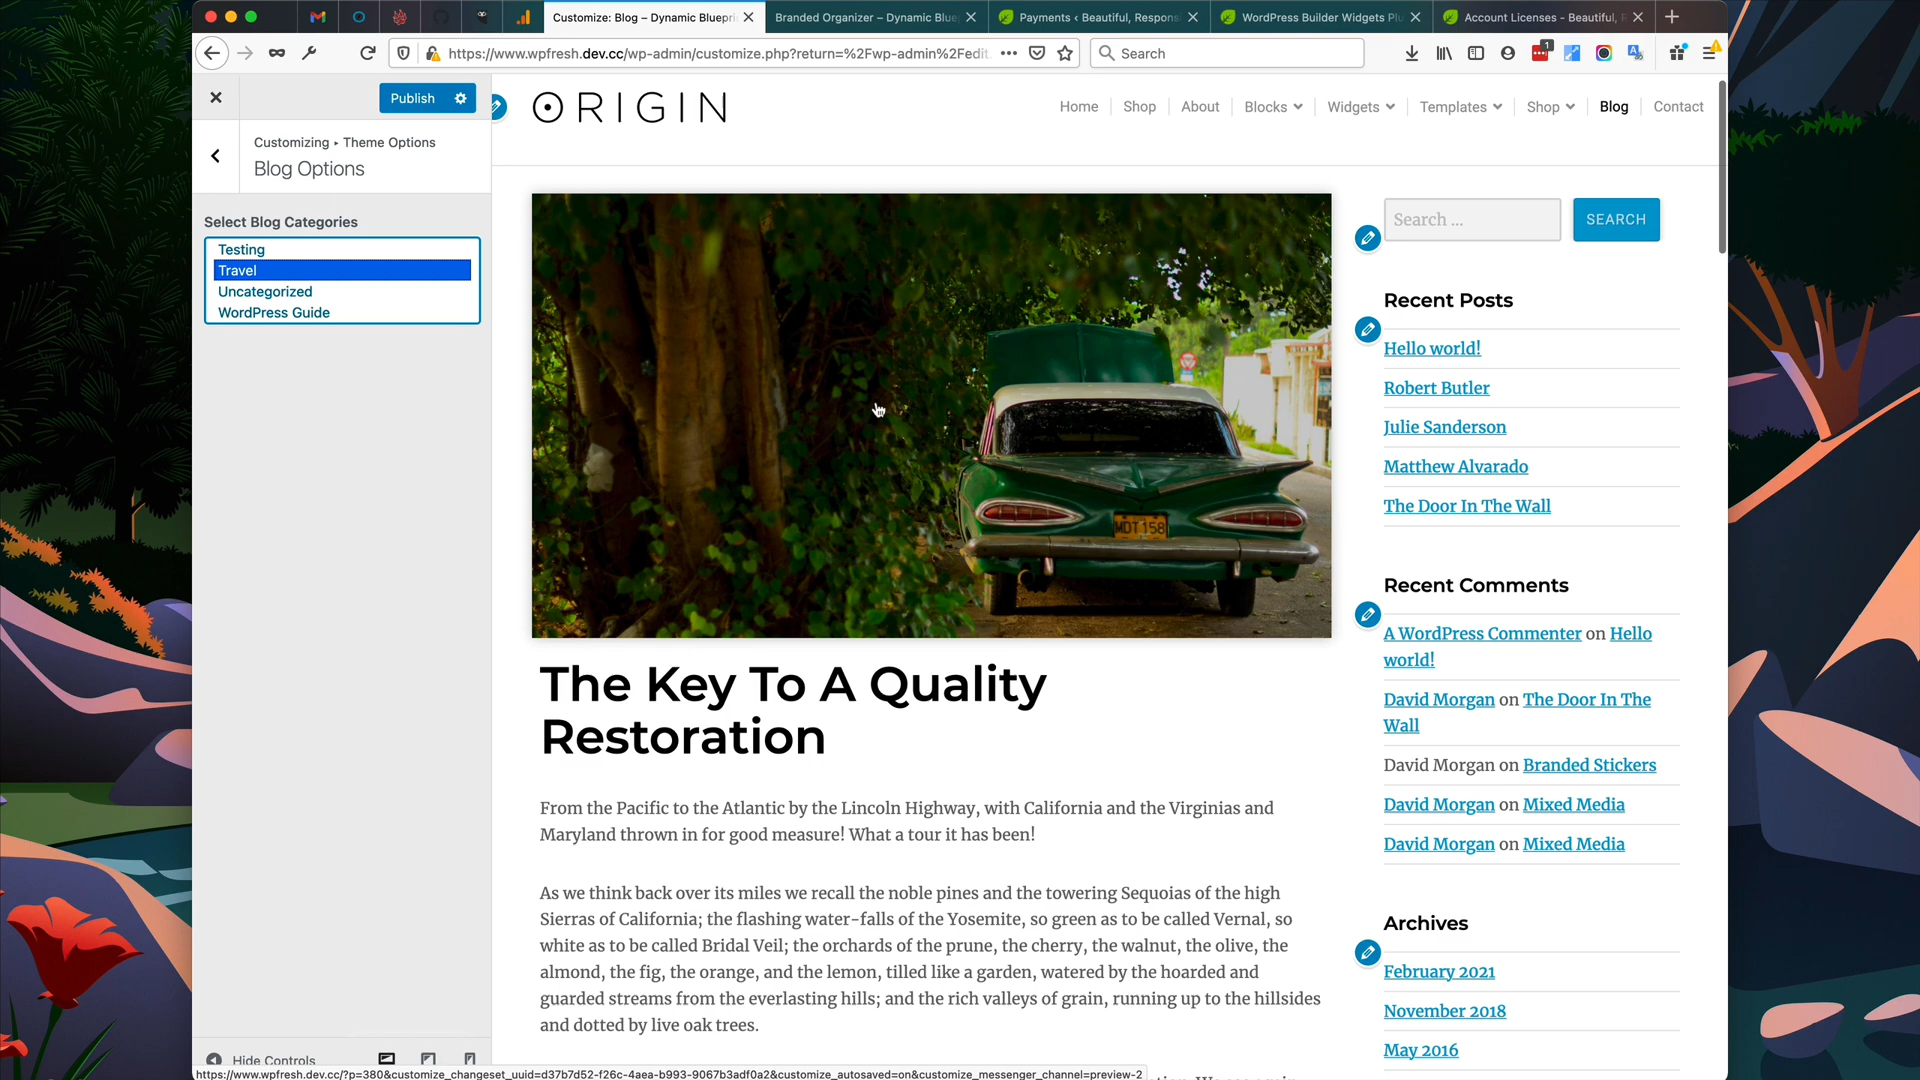 Customize: Blog – Dynamic Bluepri
Branded Organizer – Dynamic Blue
Payments ‹ Beautiful, Respons
WordPress Builder Widgets Plu
Account Licenses - Beautiful, R
https://www.wpfresh.dev.cc/wp-admin/customize.php?return=%2Fwp-admin%2Fedit.
Search
1
Publish
Customizing ▸ Theme Options
Blog Options
Select Blog Categories
Testing
Travel
Uncategorized
WordPress Guide
Hide Controls
ORIGIN
Home
Shop
About
Blocks
Widgets
Templates
Shop
Blog
Contact
MDT158
The Key To A Quality
Restoration
From the Pacific to the Atlantic by the Lincoln Highway, with California and the Virginias and
Maryland thrown in for good measure! What a tour it has been!
As we think back over its miles we recall the noble pines and the towering Sequoias of the high
Sierras of California; the flashing water-falls of the Yosemite, so green as to be called Vernal, so
white as to be called Bridal Veil; the orchards of the prune, the cherry, the walnut, the olive, the
almond, the fig, the orange, and the lemon, tilled like a garden, watered by the hoarded and
guarded streams from the everlasting hills; and the rich valleys of grain, running up to the hillsides
and dotted by live oak trees.
Search ...
SEARCH
Recent Posts
Hello world!
Robert Butler
Julie Sanderson
Matthew Alvarado
The Door In The Wall
Recent Comments
A WordPress Commenter on Hello
world!
David Morgan on The Door In The
Wall
David Morgan on Branded Stickers
David Morgan on Mixed Media
David Morgan on Mixed Media
Archives
February 2021
November 2018
May 2016
https://www.wpfresh.dev.cc/?p=380&customize_changeset_uuid=d37b7d52-f26c-4aea-b993-9067b3adf0a2&customize_autosaved=on&customize_messenger_channel=preview-2